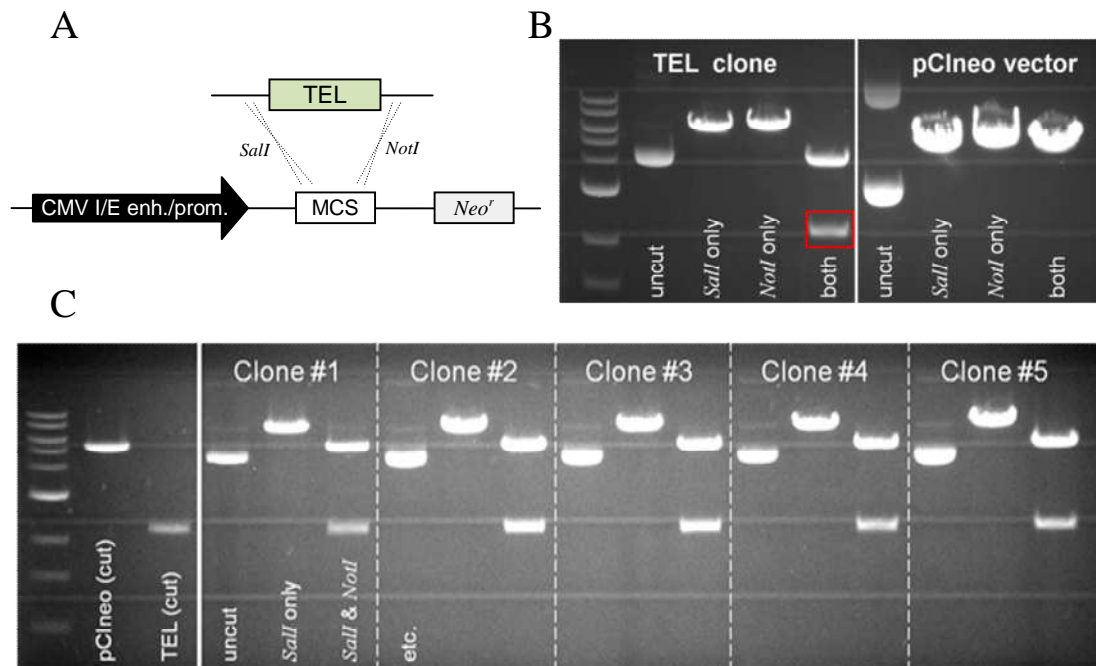 A
TEL
SalI
NotI
CMV I/E enh./prom.
MCS
Neoʳ
B
TEL clone
pCIneo vector
uncut
SalI only
NotI only
both
uncut
SalI only
NotI only
both
C
Clone #1
Clone #2
Clone #3
Clone #4
Clone #5
pCIneo (cut)
TEL (cut)
uncut
SalI only
SalI & NotI
etc.